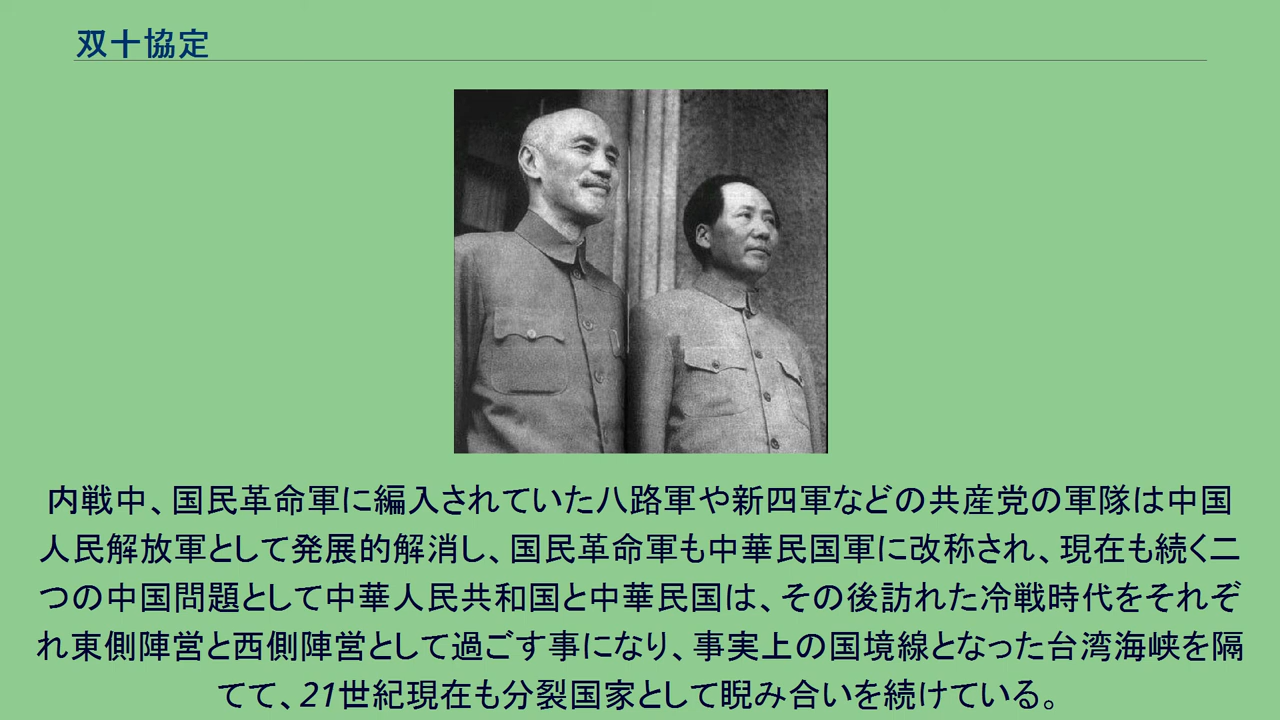 双十協定
内戦中、国民革命軍に編入されていた八路軍や新四軍などの共産党の軍隊は中国
人民解放軍として発展的解消し、国民革命軍も中華民国軍に改称され、現在も続く二
つの中国問題として中華人民共和国と中華民国は、その後訪れた冷戦時代をそれぞ
れ東側陣営と西側陣営として過ごす事になり、事実上の国境線となった台湾海峡を隔
てて、21世紀現在も分裂国家として睨み合いを続けている。